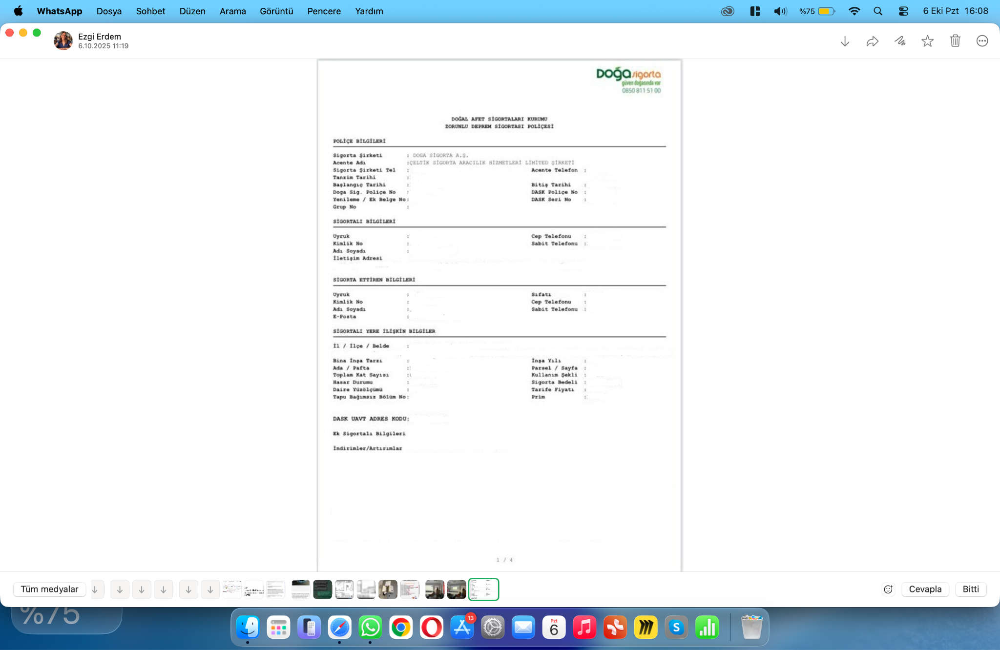 WhatsApp Dosya Sohbet Düzen Arama Görüntü Pencere Yardım %75 6 Eki Pzt 16:08
Ezgi Erdem
6.10.2025 11:19
DOĞA sigorta
güven doğasında var
0850 811 51 00
DOĞAL AFET SİGORTALARI KURUMU
ZORUNLU DEPREM SİGORTASI POLİÇESİ
POLİÇE BİLGİLERİ
Sigorta Şirketi : DOGA SİGORTA A.Ş.
Acente Adı :ÇELTİK SİGORTA ARACILIK HİZMETLERİ LİMİTED ŞİRKETİ
Sigorta Şirketi Tel : Acente Telefon :
Tanzim Tarihi :
Başlangıç Tarihi : Bitiş Tarihi :
Doga Sig. Poliçe No : DASK Poliçe No :
Yenileme / Ek Belge No: DASK Seri No :
Grup No :
SİGORTALI BİLGİLERİ
Uyruk : Cep Telefonu :
Kimlik No : Sabit Telefonu :
Adı Soyadı :
İletişim Adresi
SİGORTA ETTİREN BİLGİLERİ
Uyruk : Sıfatı :
Kimlik No : Cep Telefonu :
Adı Soyadı : Sabit Telefonu :
E-Posta :
SİGORTALI YERE İLİŞKİN BİLGİLER
İl / İlçe / Belde :
Bina İnşa Tarzı : İnşa Yılı :
Ada / Pafta : Parsel / Sayfa :
Toplam Kat Sayısı : Kullanım Şekli :
Hasar Durumu : Sigorta Bedeli :
Daire Yüzölçümü : Tarife Fiyatı :
Tapu Bağımsız Bölüm No: Prim :
DASK UAVT ADRES KODU:
Ek Sigortalı Bilgileri
İndirimler/Artırımlar
1 / 4
Tüm medyalar Cevapla Bitti
%75
13
Pzt
6
S